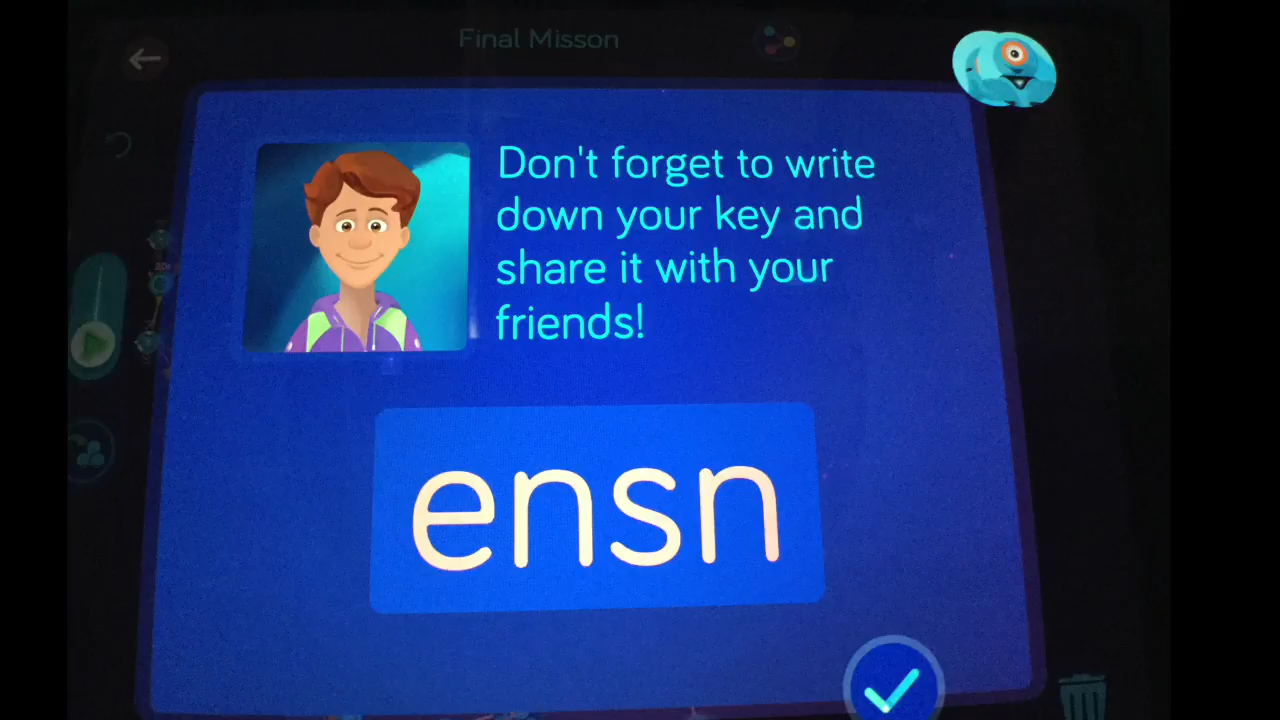 Final Misson
Don't forget to write
down your key and
share it with your
friends!
ensn